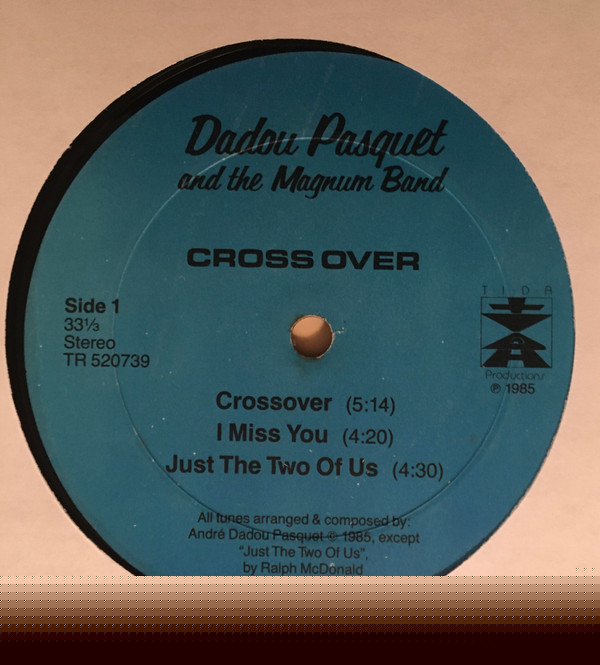 Dadou Pasquet
and the Magnum Band
CROSS OVER
Side 1
33⅓
Stereo
TR 520739
TIDA
Productions
℗ 1985
Crossover (5:14)
I Miss You (4:20)
Just The Two Of Us (4:30)
All tunes arranged & composed by:
André Dadou Pasquet © 1985, except
"Just The Two Of Us",
by Ralph McDonald